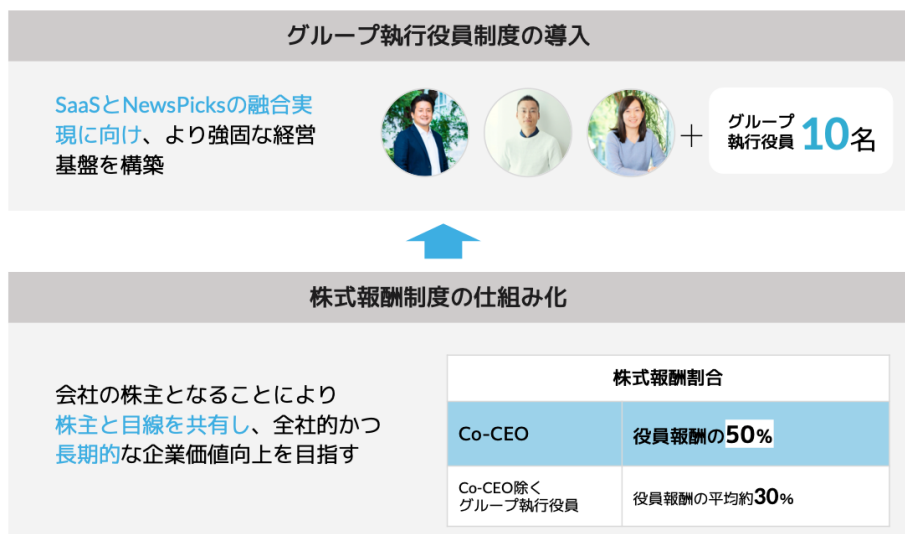 グループ執行役員制度の導入
SaaSとNewsPicksの融合実
現に向け、より強固な経営
基盤を構築
+
グループ
執行役員 10名
株式報酬制度の仕組み化
会社の株主となることにより
株主と目線を共有し、全社的かつ
長期的な企業価値向上を目指す
株式報酬割合
Co-CEO 役員報酬の50%
Co-CEO除く
グループ執行役員 役員報酬の平均約30%